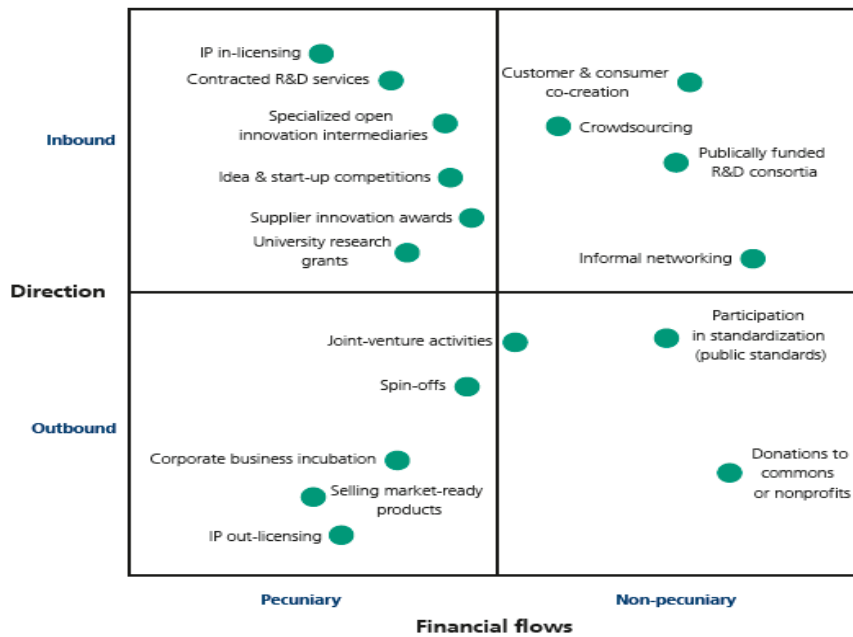 IP in-licensing
Contracted R&D services
Specialized open
innovation intermediaries
Idea & start-up competitions
Supplier innovation awards
University research
grants
Customer & consumer
co-creation
Crowdsourcing
Publically funded
R&D consortia
Informal networking
Inbound
Direction
Outbound
Joint-venture activities
Spin-offs
Corporate business incubation
Selling market-ready
products
IP out-licensing
Participation
in standardization
(public standards)
Donations to
commons
or nonprofits
Pecuniary
Non-pecuniary
Financial flows